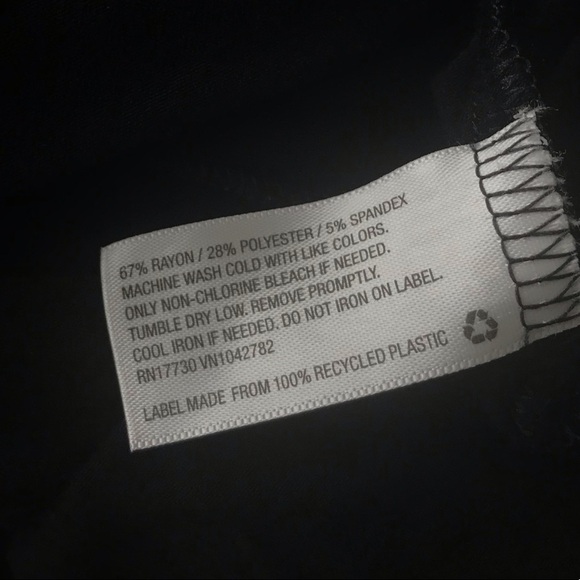 67% RAYON / 28% POLYESTER / 5% SPANDEX
MACHINE WASH COLD WITH LIKE COLORS.
ONLY NON-CHLORINE BLEACH IF NEEDED.
TUMBLE DRY LOW. REMOVE PROMPTLY.
COOL IRON IF NEEDED. DO NOT IRON ON LABEL.
RN17730 VN1042782
LABEL MADE FROM 100% RECYCLED PLASTIC